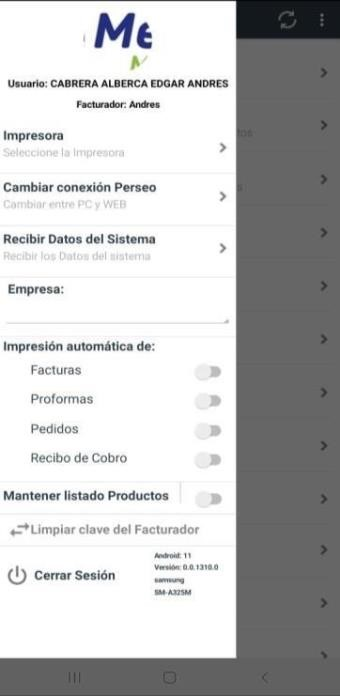 Me
Usuario: CABRERA ALBERCA EDGAR ANDRES
Facturador: Andres
Impresora
Seleccione la Impresora
Cambiar conexión Perseo
Cambiar entre PC y WEB
Recibir Datos del Sistema
Recibir los Datos del sistema
Empresa:
Impresión automática de:
Facturas
Proformas
Pedidos
Recibo de Cobro
Mantener listado Productos
Limpiar clave del Facturador
Cerrar Sesión
Android: 11
Versión: 0.0.1310.0
samsung
SM-A325M
tos
s